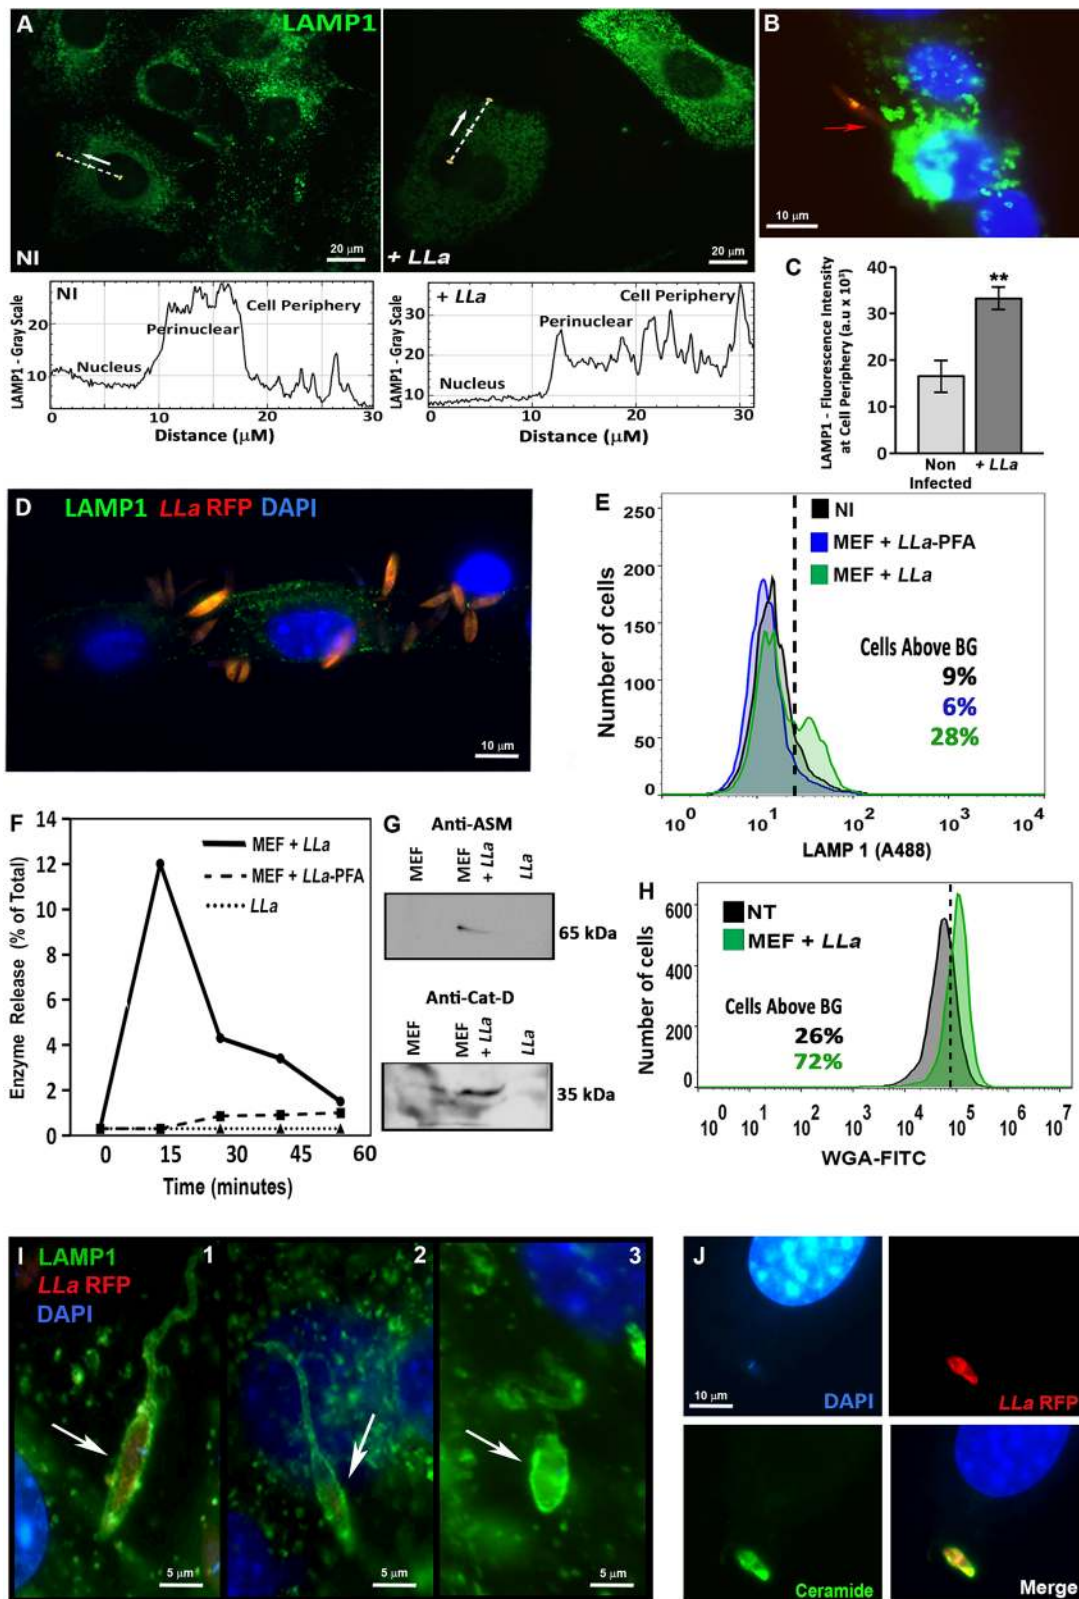 A
LAMP1
NI
20 μm
+ LLa
20 μm
B
10 μm
NI
LAMP1 - Gray Scale
20
10
Nucleus
Perinuclear
Cell Periphery
0 10 20 30
Distance (μM)
+ LLa
LAMP1 - Gray Scale
30
20
10
Nucleus
Perinuclear
Cell Periphery
0 10 20 30
Distance (μM)
C
LAMP1 - Fluorescence Intensity
at Cell Periphery (a.u x 10³)
40
30
20
10
0
**
Non + LLa
Infected
D LAMP1 LLa RFP DAPI
10 μm
E
Number of cells
250
200
150
100
50
0
NI
MEF + LLa-PFA
MEF + LLa
Cells Above BG
9%
6%
28%
10⁰ 10¹ 10² 10³ 10⁴
LAMP 1 (A488)
F
Enzyme Release (% of Total)
14
12
10
8
6
4
2
0
MEF + LLa
MEF + LLa-PFA
LLa
0 15 30 45 60
Time (minutes)
G
Anti-ASM
MEF
MEF
+ LLa
LLa
65 kDa
Anti-Cat-D
MEF
MEF
+ LLa
LLa
35 kDa
H
Number of cells
600
400
200
0
NT
MEF + LLa
Cells Above BG
26%
72%
10⁰ 10¹ 10² 10³ 10⁴ 10⁵ 10⁶ 10⁷
WGA-FITC
I LAMP1
LLa RFP
DAPI
1
5 μm
2
5 μm
3
5 μm
J
10 μm
DAPI
LLa RFP
Ceramide
Merge